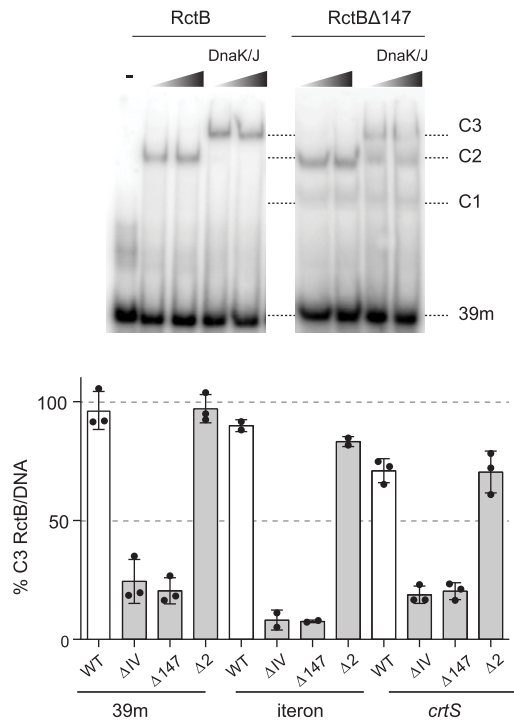 RctB RctBΔ147
DnaK/J DnaK/J
-
C3
C2
C1
39m
% C3 RctB/DNA
100
50
0
WT ΔIV Δ147 Δ2 WT ΔIV Δ147 Δ2 WT ΔIV Δ147 Δ2
39m iteron crtS